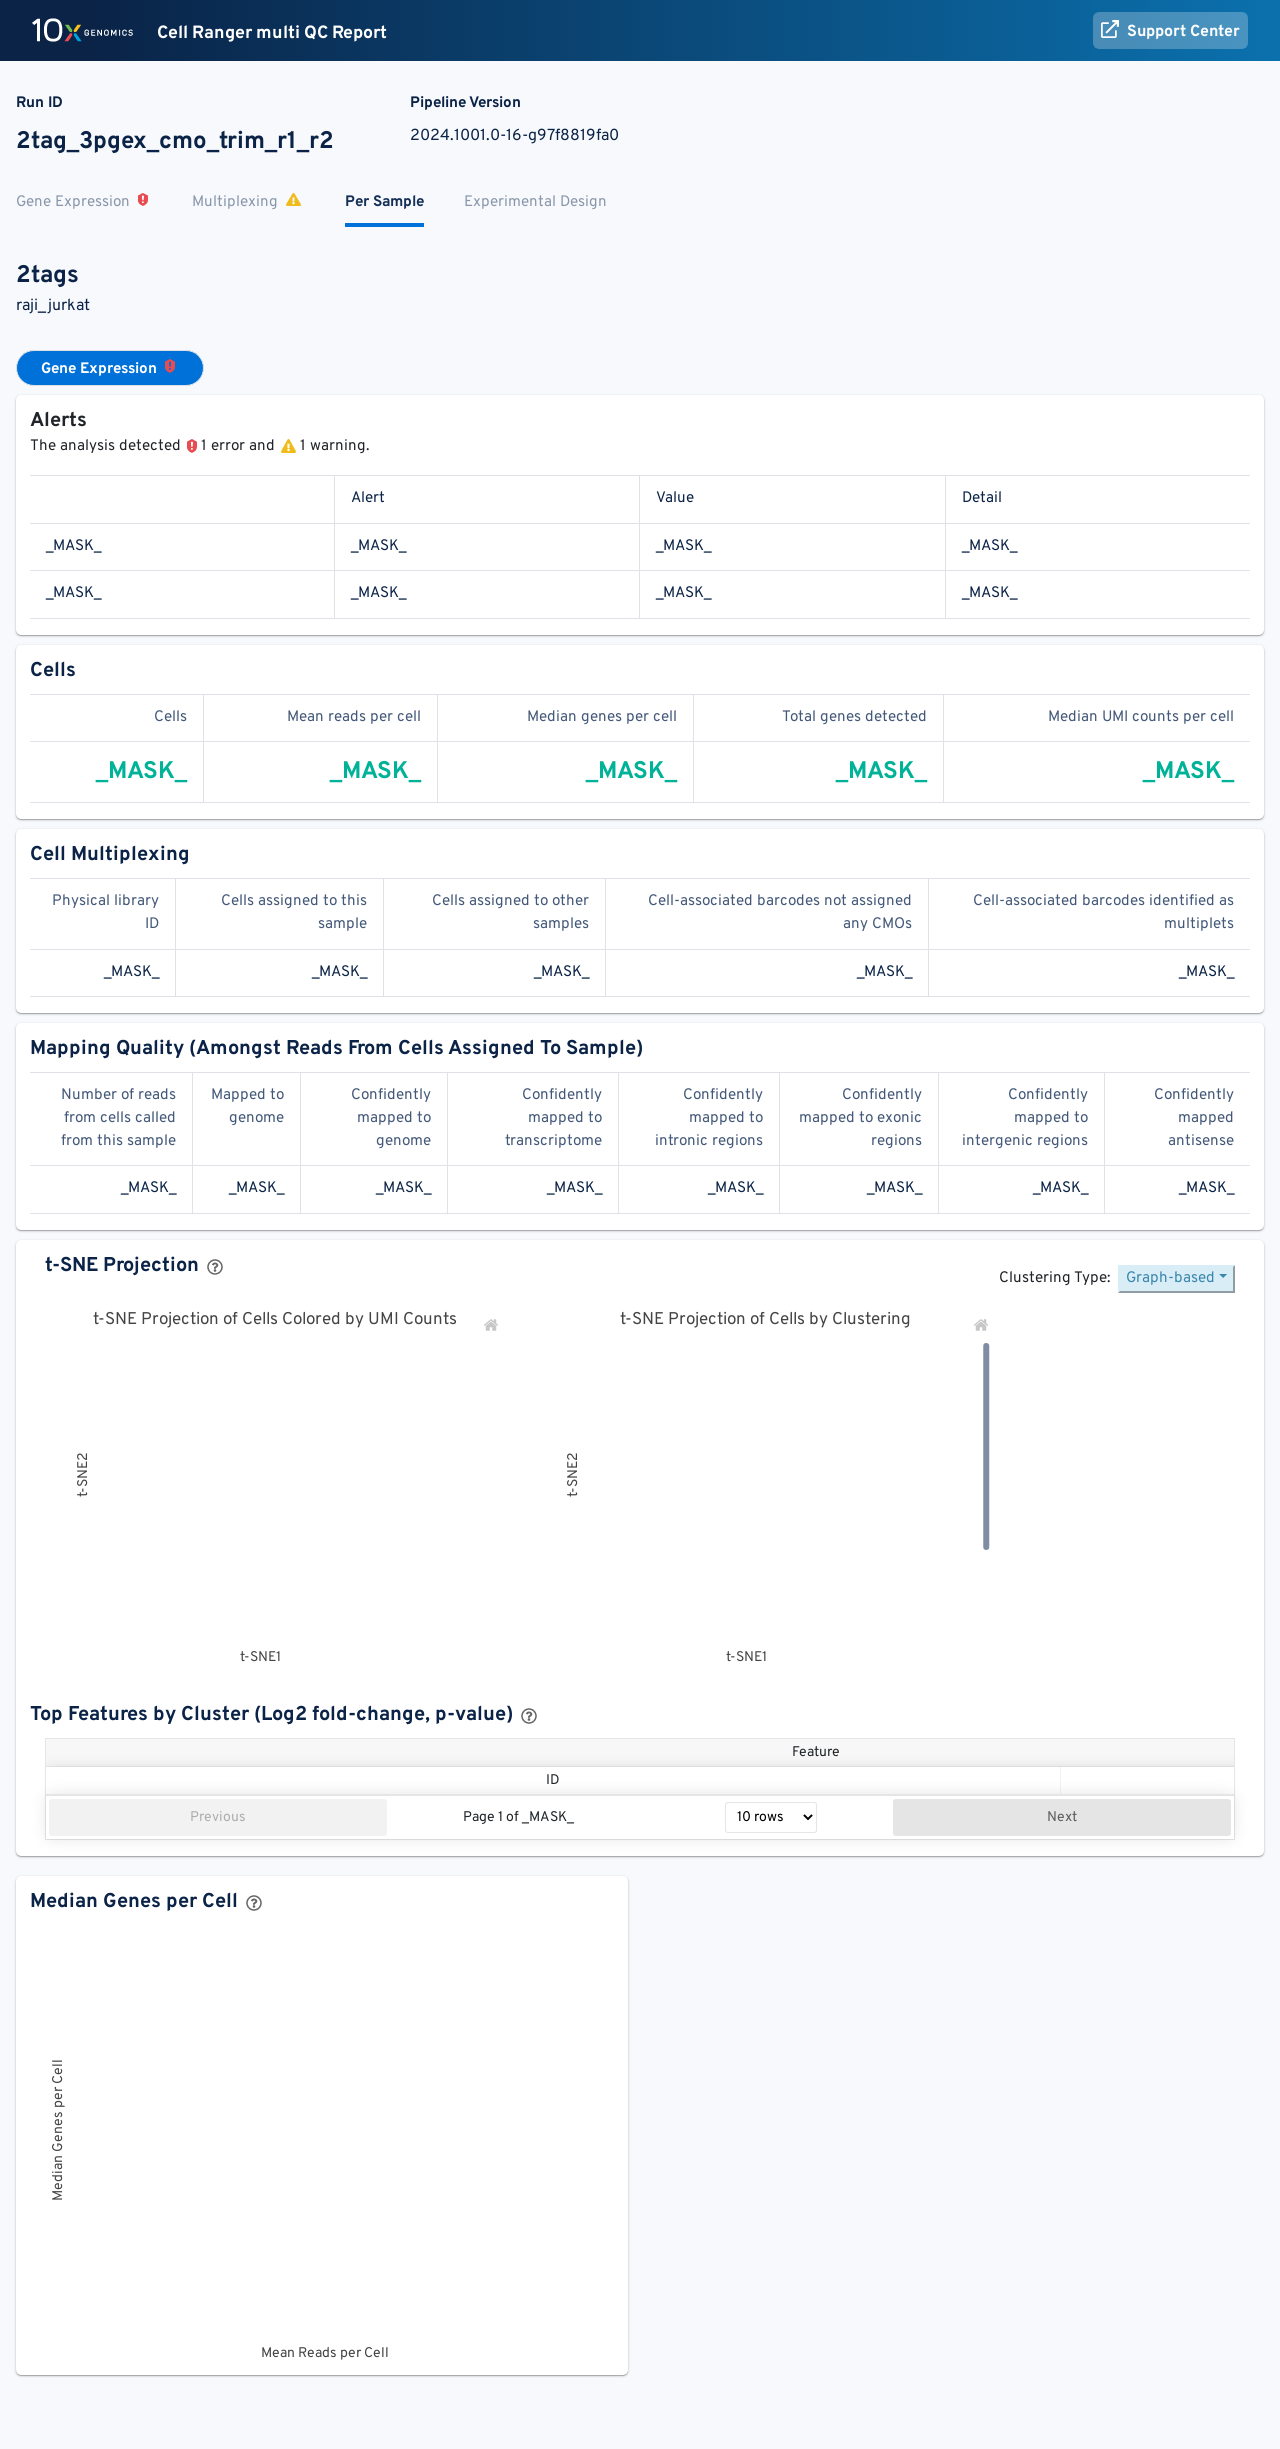 10x GENOMICS Cell Ranger multi QC Report Support Center
Run ID Pipeline Version
2tag_3pgex_cmo_trim_r1_r2 2024.1001.0-16-g97f8819fa0
Gene Expression Multiplexing Per Sample Experimental Design
2tags
raji_jurkat
Gene Expression
Alerts
The analysis detected 1 error and 1 warning.
Alert Value Detail
_MASK_ _MASK_ _MASK_ _MASK_
_MASK_ _MASK_ _MASK_ _MASK_
Cells
Cells Mean reads per cell Median genes per cell Total genes detected Median UMI counts per cell
_MASK_ _MASK_ _MASK_ _MASK_ _MASK_
Cell Multiplexing
Physical library Cells assigned to this Cells assigned to other Cell-associated barcodes not assigned Cell-associated barcodes identified as
ID sample samples any CMOs multiplets
_MASK_ _MASK_ _MASK_ _MASK_ _MASK_
Mapping Quality (Amongst Reads From Cells Assigned To Sample)
Number of reads Mapped to Confidently Confidently Confidently Confidently Confidently Confidently
from cells called genome mapped to mapped to mapped to mapped to exonic mapped to mapped
from this sample genome transcriptome intronic regions regions intergenic regions antisense
_MASK_ _MASK_ _MASK_ _MASK_ _MASK_ _MASK_ _MASK_ _MASK_
t-SNE Projection ?
Clustering Type: Graph-based
t-SNE Projection of Cells Colored by UMI Counts t-SNE Projection of Cells by Clustering
t-SNE2 t-SNE2
t-SNE1 t-SNE1
Top Features by Cluster (Log2 fold-change, p-value) ?
Feature
ID
Previous Page 1 of _MASK_ 10 rows Next
Median Genes per Cell ?
Median Genes per Cell
Mean Reads per Cell